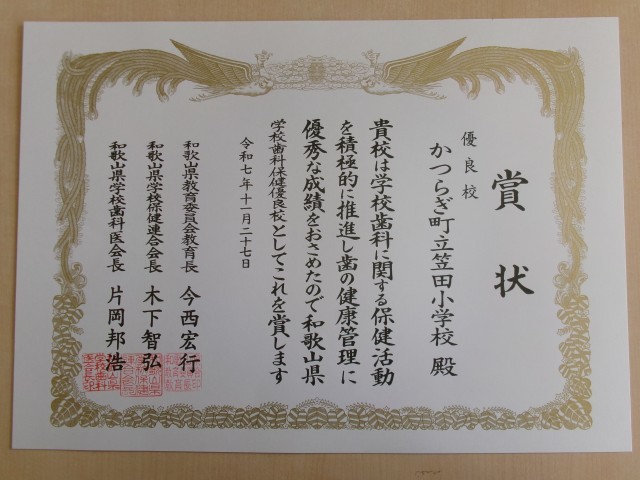 賞状
優良校
かつらぎ町立笠田小学校 殿
貴校は学校歯科に関する保健活動
を積極的に推進し歯の健康管理に
優秀な成績をおさめたので和歌山県
学校歯科保健優良校としてこれを賞します
令和七年十一月二十七日
和歌山県教育委員会教育長 今西宏行
和歌山県学校保健連合会長 木下智弘
和歌山県学校歯科医会長 片岡邦浩